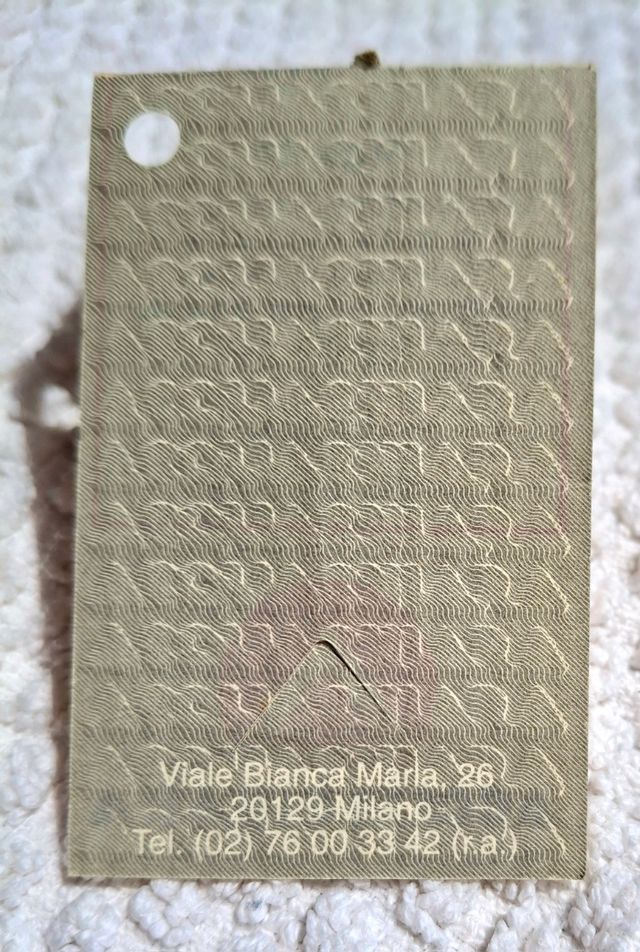 Viale Bianca Maria, 26
20129 Milano
Tel. (02) 76 00 33 42 (r.a.)